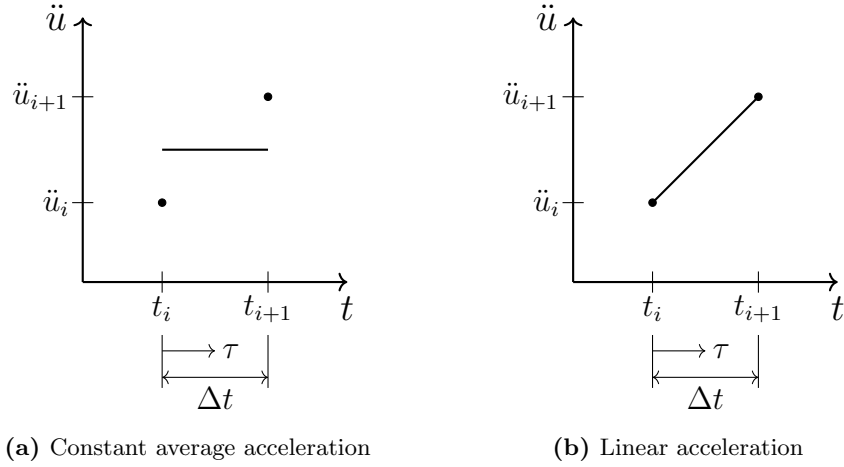 ü
ü_{i+1}
ü_i
t_i t_{i+1} t
τ
Δt
(a) Constant average acceleration
ü
ü_{i+1}
ü_i
t_i t_{i+1} t
τ
Δt
(b) Linear acceleration